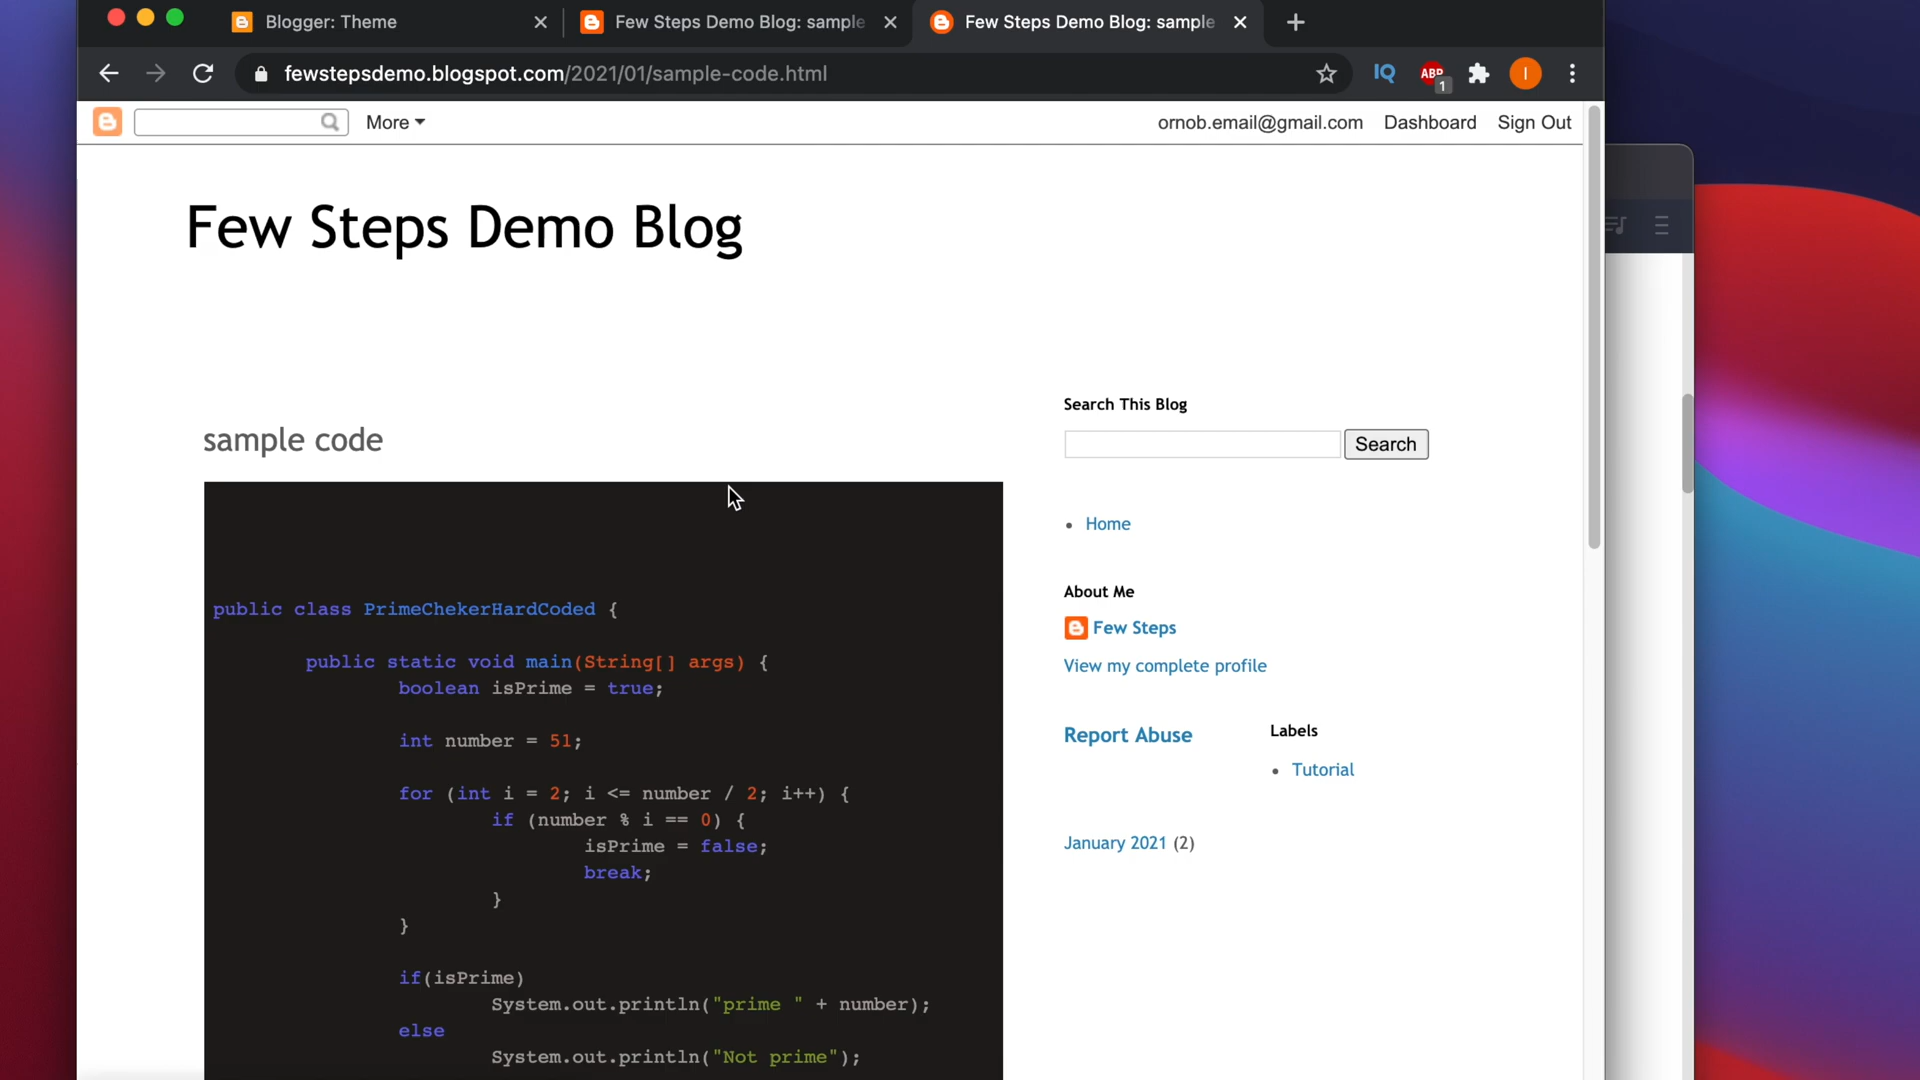 Blogger: Theme
Few Steps Demo Blog: sample
Few Steps Demo Blog: sample
fewstepsdemo.blogspot.com/2021/01/sample-code.html
IQ
ABP
1
I
More
ornob.email@gmail.com
Dashboard
Sign Out
Few Steps Demo Blog
sample code
public class PrimeChekerHardCoded {
public static void main(String[] args) {
boolean isPrime = true;
int number = 51;
for (int i = 2; i <= number / 2; i++) {
if (number % i == 0) {
isPrime = false;
break;
}
}
if(isPrime)
System.out.println("prime " + number);
else
System.out.println("Not prime");
Search This Blog
Search
Home
About Me
Few Steps
View my complete profile
Report Abuse
Labels
Tutorial
January 2021 (2)